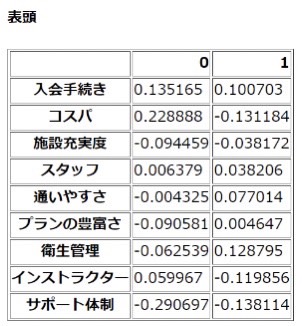 表頭
0 1
入会手続き 0.135165 0.100703
コスパ 0.228888 -0.131184
施設充実度 -0.094459 -0.038172
スタッフ 0.006379 0.038206
通いやすさ -0.004325 0.077014
プランの豊富さ -0.090581 0.004647
衛生管理 -0.062539 0.128795
インストラクター 0.059967 -0.119856
サポート体制 -0.290697 -0.138114